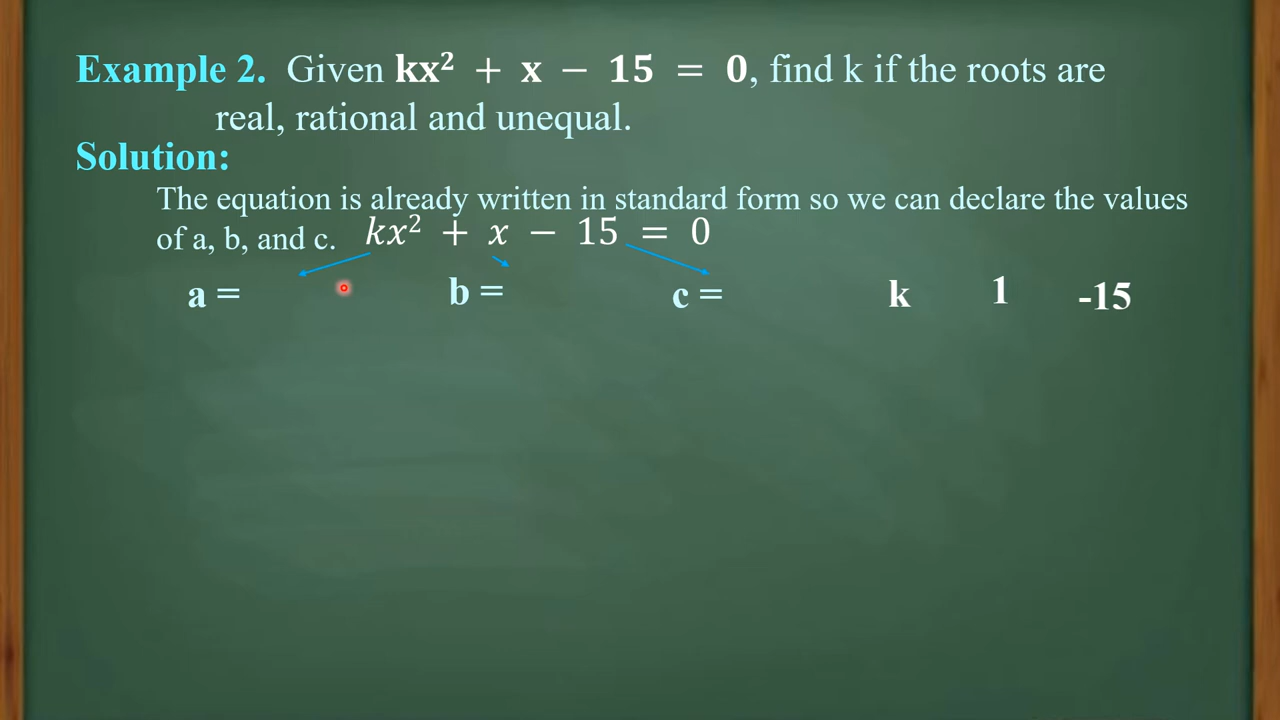 Example 2. Given kx² + x − 15 = 0, find k if the roots are
real, rational and unequal.
Solution:
The equation is already written in standard form so we can declare the values
of a, b, and c. kx² + x − 15 = 0
a = b = c = k 1 -15